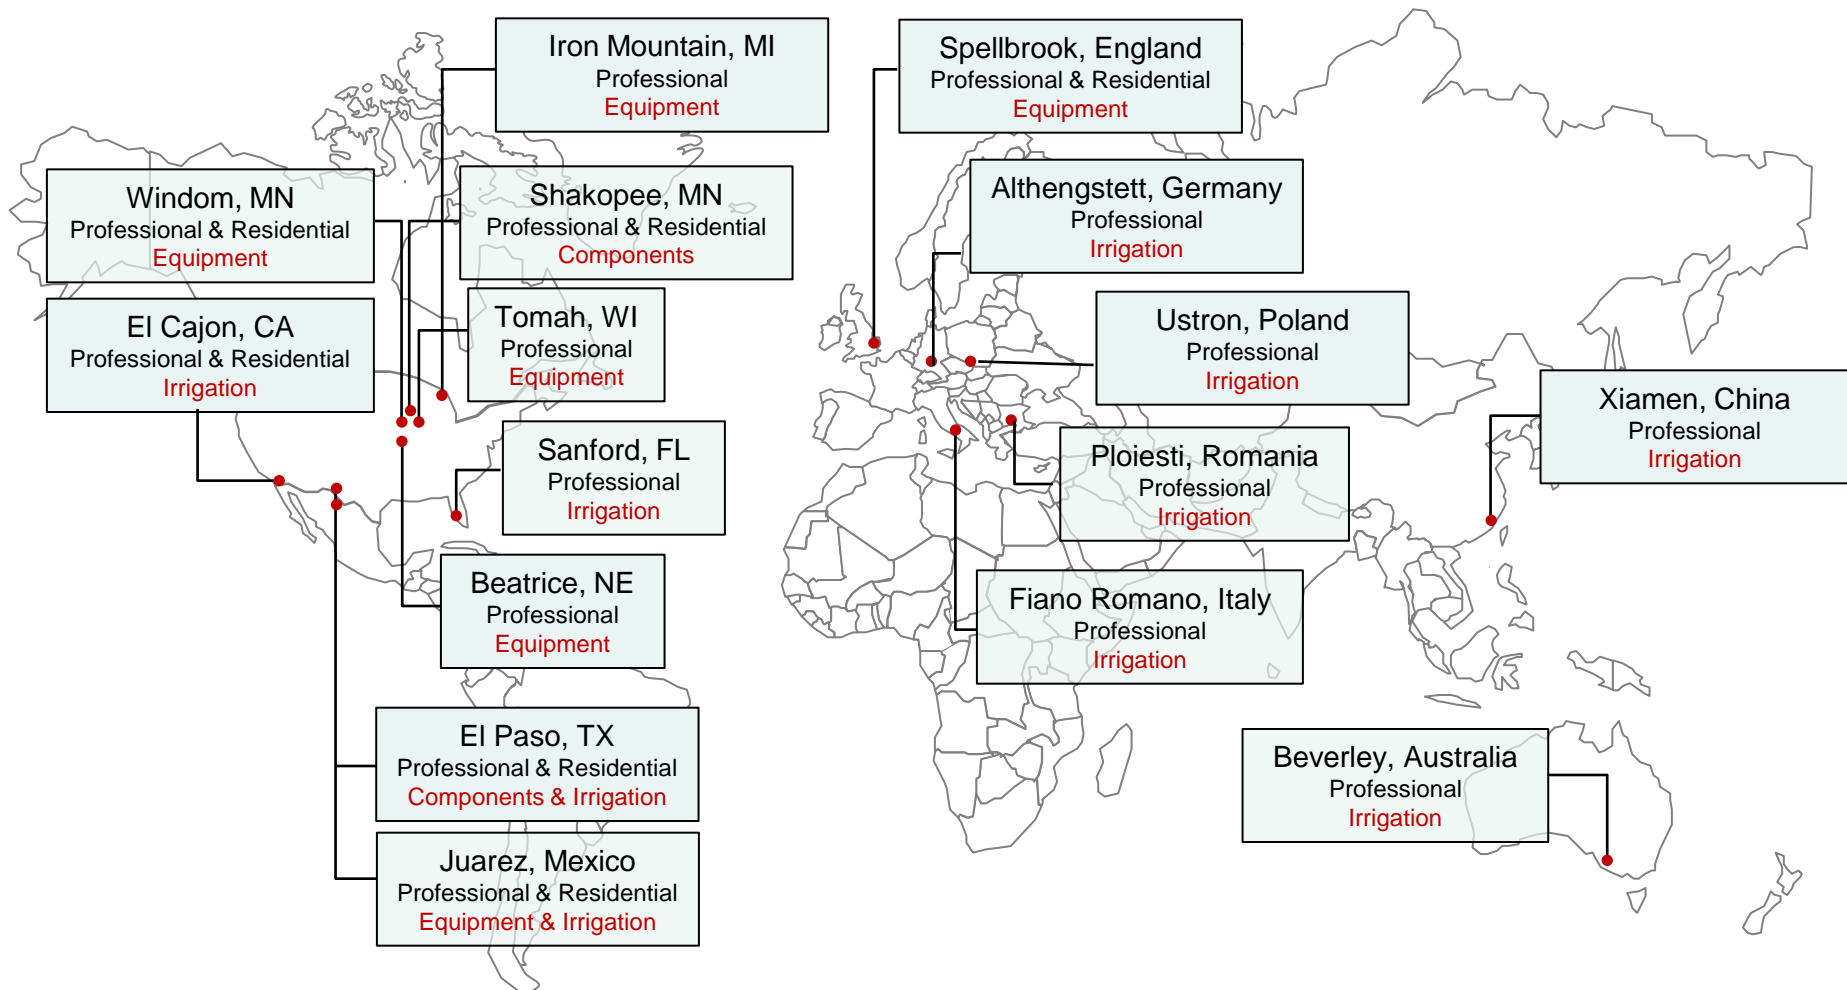 Iron Mountain, MI
Professional
Equipment
Spellbrook, England
Professional & Residential
Equipment
Windom, MN
Professional & Residential
Equipment
Shakopee, MN
Professional & Residential
Components
Althengstett, Germany
Professional
Irrigation
El Cajon, CA
Professional & Residential
Irrigation
Tomah, WI
Professional
Equipment
Ustron, Poland
Professional
Irrigation
Xiamen, China
Professional
Irrigation
Sanford, FL
Professional
Irrigation
Ploiesti, Romania
Professional
Irrigation
Beatrice, NE
Professional
Equipment
Fiano Romano, Italy
Professional
Irrigation
El Paso, TX
Professional & Residential
Components & Irrigation
Beverley, Australia
Professional
Irrigation
Juarez, Mexico
Professional & Residential
Equipment & Irrigation